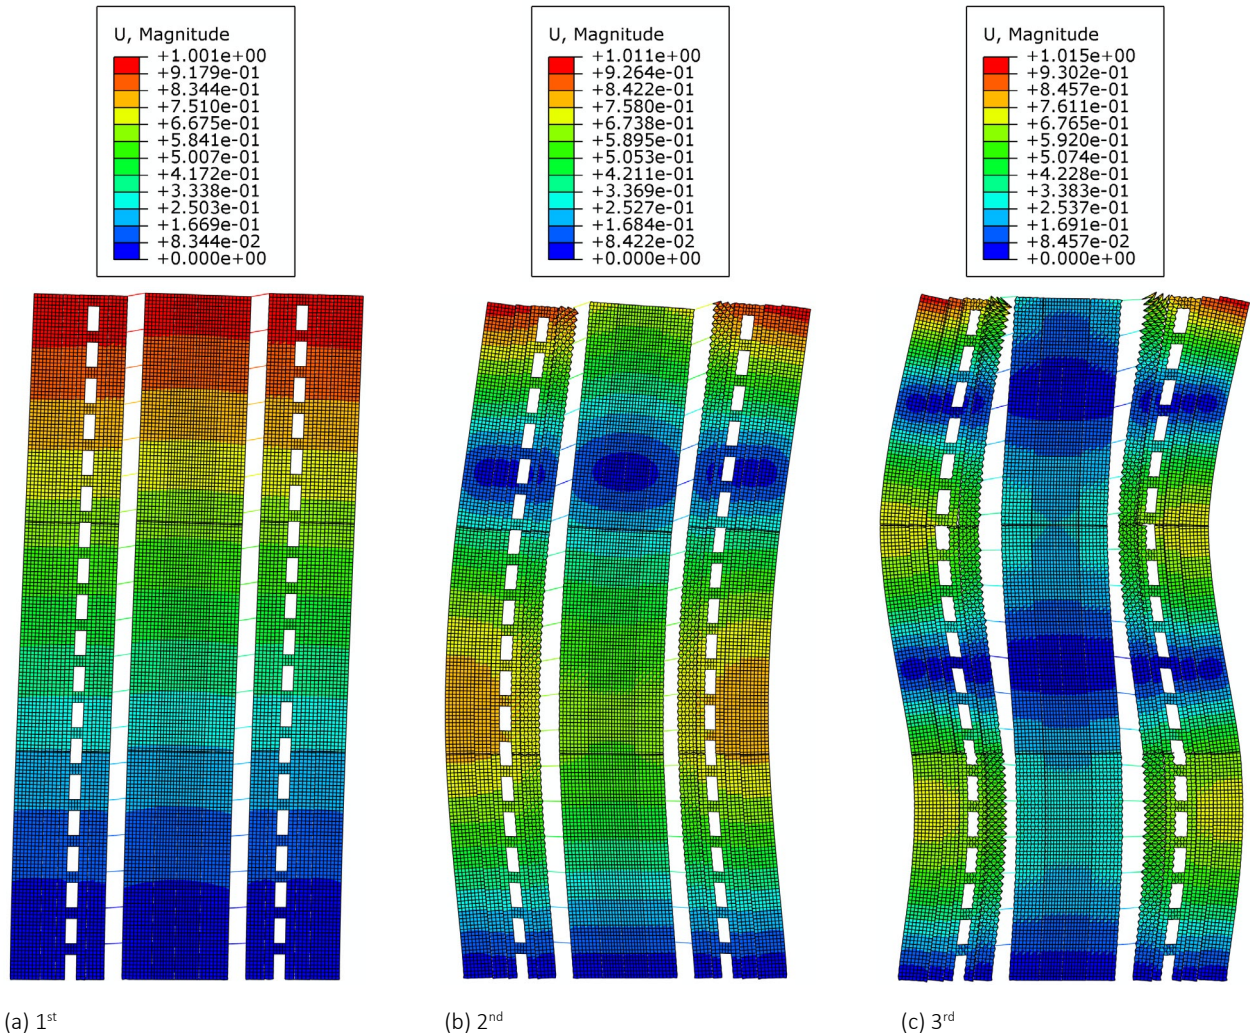 U, Magnitude
+1.001e+00
+9.179e-01
+8.344e-01
+7.510e-01
+6.675e-01
+5.841e-01
+5.007e-01
+4.172e-01
+3.338e-01
+2.503e-01
+1.669e-01
+8.344e-02
+0.000e+00
U, Magnitude
+1.011e+00
+9.264e-01
+8.422e-01
+7.580e-01
+6.738e-01
+5.895e-01
+5.053e-01
+4.211e-01
+3.369e-01
+2.527e-01
+1.684e-01
+8.422e-02
+0.000e+00
U, Magnitude
+1.015e+00
+9.302e-01
+8.457e-01
+7.611e-01
+6.765e-01
+5.920e-01
+5.074e-01
+4.228e-01
+3.383e-01
+2.537e-01
+1.691e-01
+8.457e-02
+0.000e+00
(a) 1st
(b) 2nd
(c) 3rd